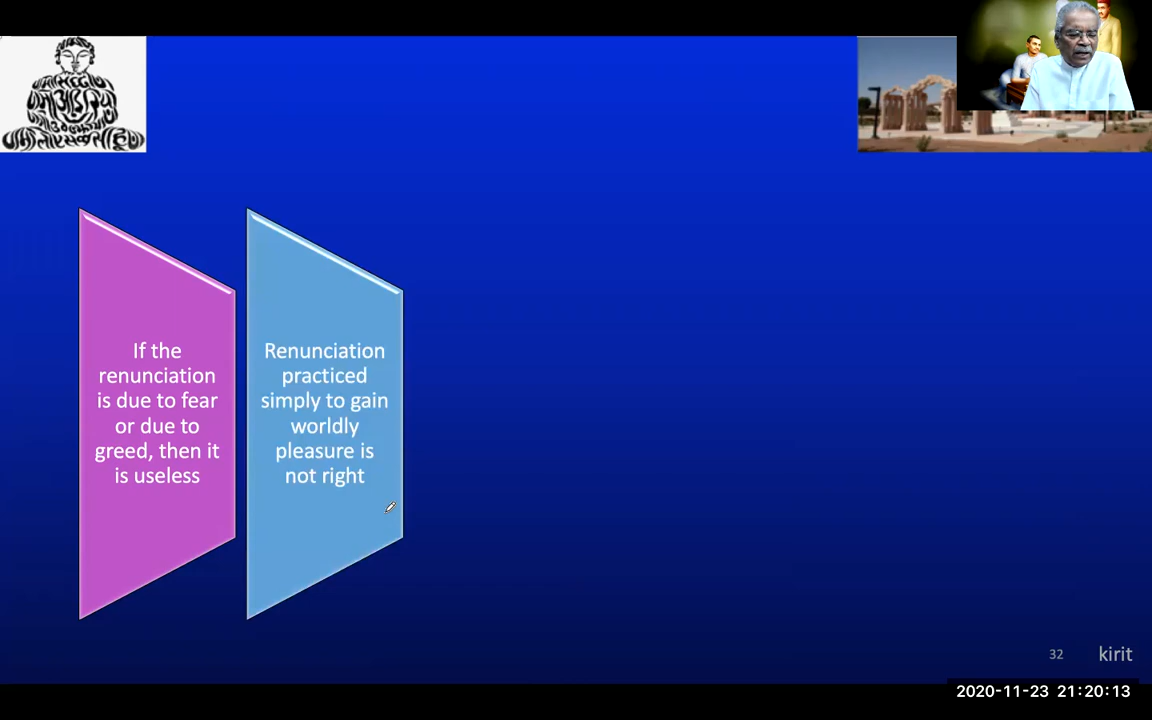 If the
renunciation
is due to fear
or due to
greed, then it
is useless
Renunciation
practiced
simply to gain
worldly
pleasure is
not right
32
kirit
2020-11-23 21:20:13